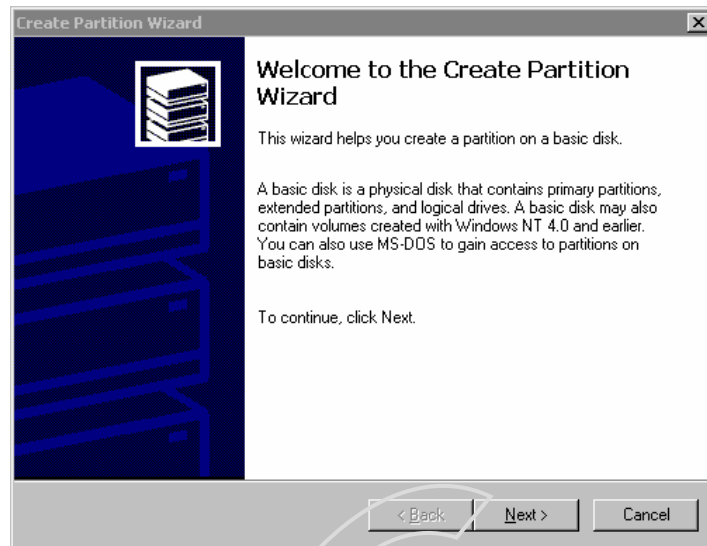 Create Partition Wizard
Welcome to the Create Partition
Wizard
This wizard helps you create a partition on a basic disk.
A basic disk is a physical disk that contains primary partitions,
extended partitions, and logical drives. A basic disk may also
contain volumes created with Windows NT 4.0 and earlier.
You can also use MS-DOS to gain access to partitions on
basic disks.
To continue, click Next.
< Back Next > Cancel